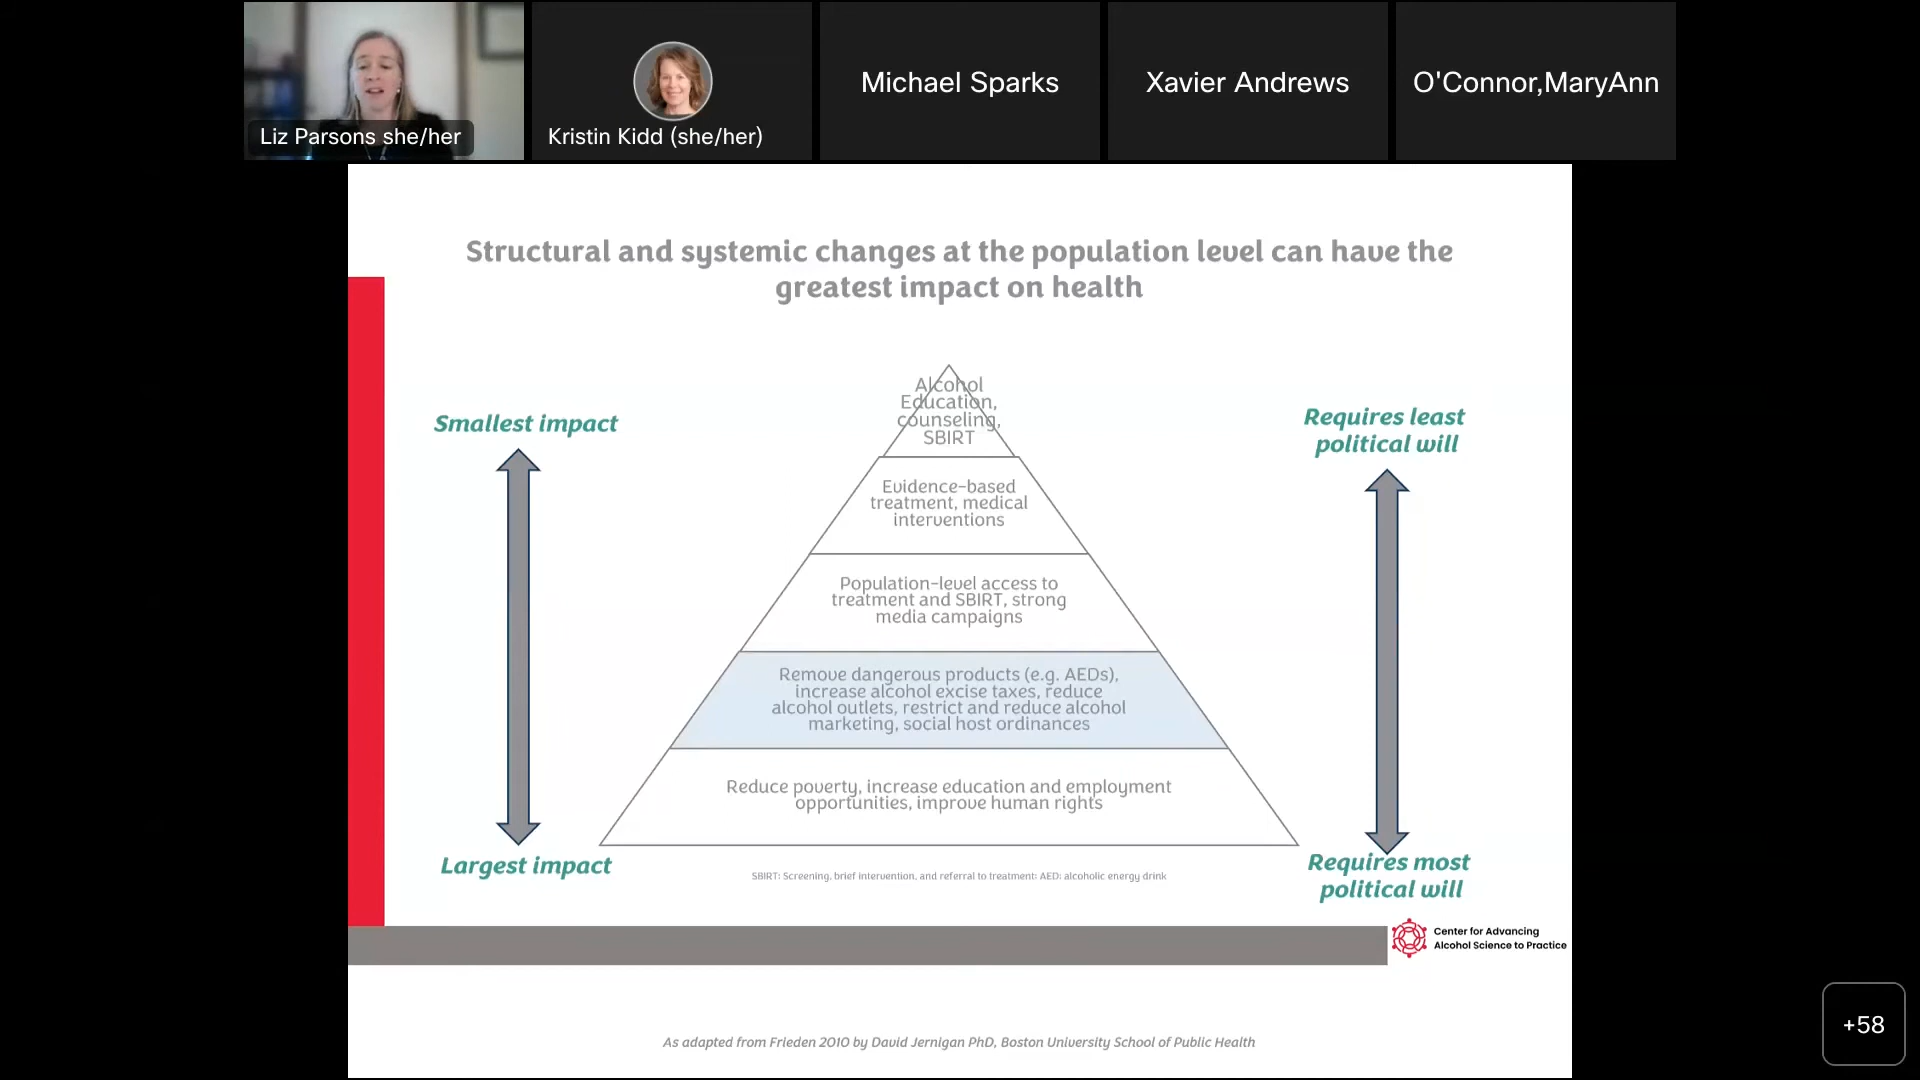 Liz Parsons she/her
Kristin Kidd (she/her)
Michael Sparks
Xavier Andrews
O'Connor,MaryAnn
Structural and systemic changes at the population level can have the
greatest impact on health
Smallest impact
Largest impact
Alcohol
Education,
counseling,
SBIRT
Evidence-based
treatment, medical
interventions
Population-level access to
treatment and SBIRT, strong
media campaigns
Remove dangerous products (e.g. AEDs),
increase alcohol excise taxes, reduce
alcohol outlets, restrict and reduce alcohol
marketing, social host ordinances
Reduce poverty, increase education and employment
opportunities, improve human rights
Requires least
political will
Requires most
political will
SBIRT: Screening, brief intervention, and referral to treatment; AED: alcoholic energy drink
Center for Advancing
Alcohol Science to Practice
As adapted from Frieden 2010 by David Jernigan PhD, Boston University School of Public Health
+58